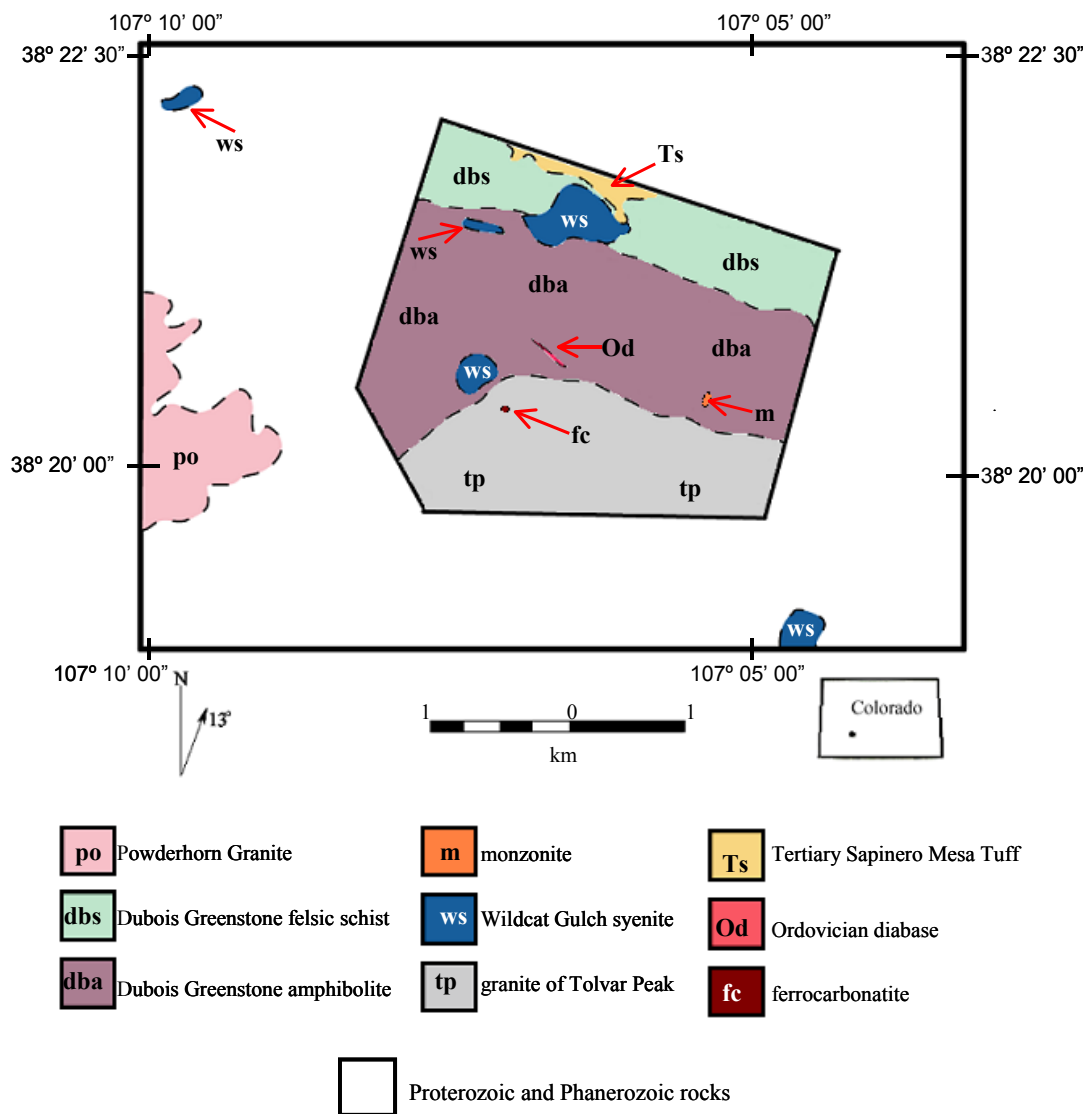 107º 10’ 00”
107º 05’ 00”
38º 22’ 30”
38º 22’ 30”
ws
Ts
dbs
ws
ws
dbs
dba
dba
Od
dba
ws
m
fc
po
38º 20’ 00”
tp
tp
38º 20’ 00”
ws
107º 10’ 00”
107º 05’ 00”
N
13°
1 0 1
km
Colorado
po Powderhorn Granite
m monzonite
Ts Tertiary Sapinero Mesa Tuff
dbs Dubois Greenstone felsic schist
ws Wildcat Gulch syenite
Od Ordovician diabase
dba Dubois Greenstone amphibolite
tp granite of Tolvar Peak
fc ferrocarbonatite
Proterozoic and Phanerozoic rocks